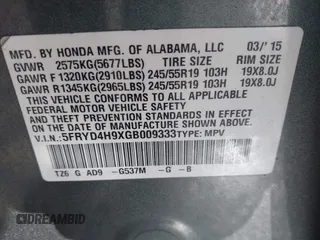 MFD. BY HONDA MFG. OF ALABAMA, LLC 03/'15
GVWR 2575KG(5677LBS) TIRE SIZE RIM SIZE
GAWR F 1320KG(2910LBS) 245/55R19 103H 19X8.0J
GAWR R 1345KG(2965LBS) 245/55R19 103H 19X8.0J
THIS VEHICLE CONFORMS TO ALL APPLICABLE
FEDERAL MOTOR VEHICLE SAFETY AND
THEFT PREVENTION STANDARDS IN EFFECT ON
THE DATE OF MANUFACTURE SHOWN ABOVE.
V.I.N.: 5FRYD4H9XGB009333 TYPE: MPV
TZ6 G AD9 -G537M -G -B
DREAMBID